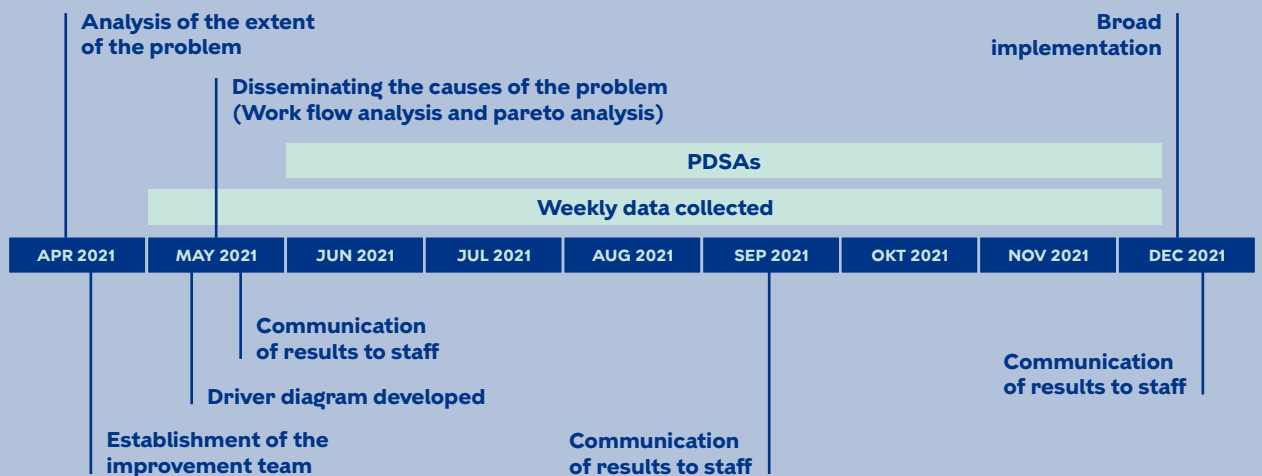 Analysis of the extent
of the problem
Broad
implementation
Disseminating the causes of the problem
(Work flow analysis and pareto analysis)
PDSAs
Weekly data collected
APR 2021
MAY 2021
JUN 2021
JUL 2021
AUG 2021
SEP 2021
OKT 2021
NOV 2021
DEC 2021
Communication
of results to staff
Driver diagram developed
Establishment of the
improvement team
Communication
of results to staff
Communication
of results to staff